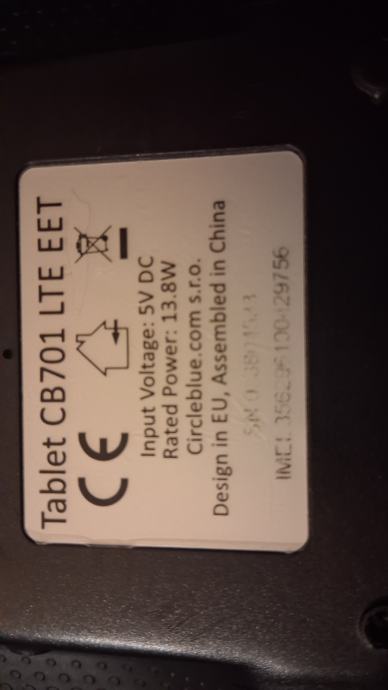 Tablet CB701 LTE EET
CE
Input Voltage: 5V DC
Rated Power: 13.8W
Circleblue.com s.r.o.
Design in EU, Assembled in China
S/N
IMEI: